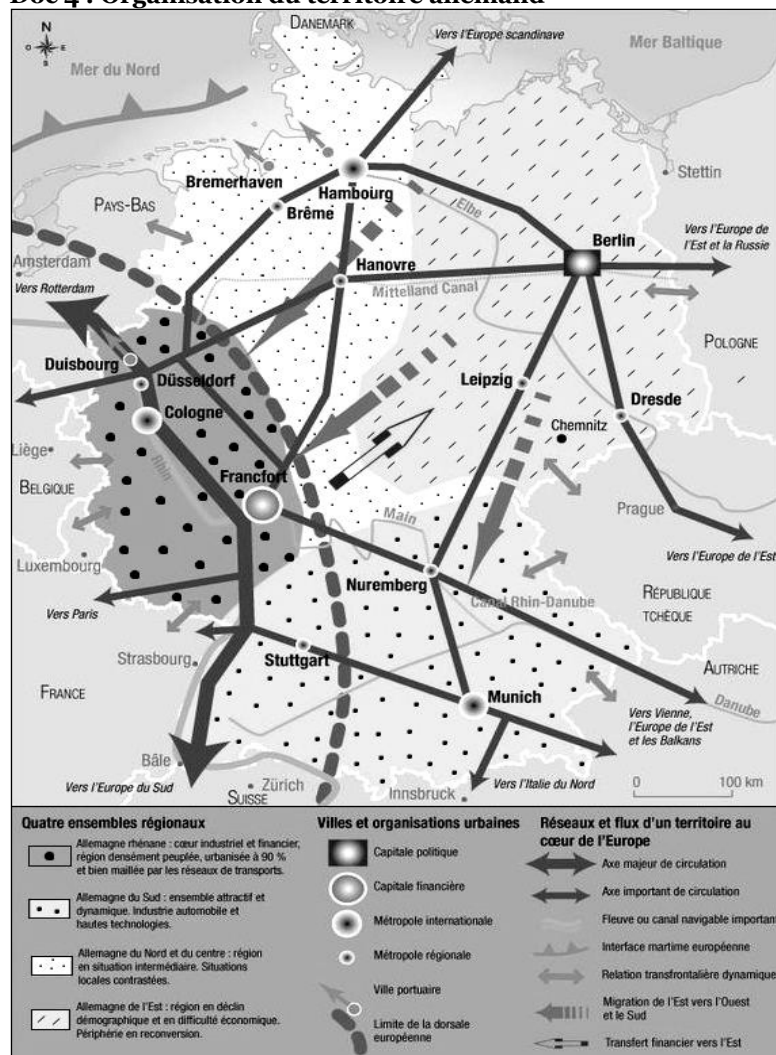 Doc 4 : Organisation du territoire allemand
DANEMARK
Vers l'Europe scandinave
Mer Baltique
N
O
E
S
Mer du Nord
Stettin
Bremerhaven
Hambourg
PAYS-BAS
Brême
Elbe
Berlin
Vers l'Europe de
l'Est et la Russie
Amsterdam
Hanovre
Vers Rotterdam
Mittelland Canal
POLOGNE
Duisbourg
Düsseldorf
Leipzig
Dresde
Cologne
Chemnitz
Liège
Rhin
BELGIQUE
Francfort
Main
Prague
Luxembourg
Vers l'Europe de l'Est
Nuremberg
Vers Paris
Canal Rhin-Danube
RÉPUBLIQUE
TCHÈQUE
Strasbourg
Stuttgart
AUTRICHE
FRANCE
Munich
Danube
Vers Vienne,
l'Europe de l'Est
et les Balkans
Bâle
Zürich
Vers l'Italie du Nord
0
100 km
Vers l'Europe du Sud
SUISSE
Innsbruck
Quatre ensembles régionaux
Allemagne rhénane : cœur industriel et financier,
région densément peuplée, urbanisée à 90 %
et bien maillée par les réseaux de transports.
Allemagne du Sud : ensemble attractif et
dynamique. Industrie automobile et
hautes technologies.
Allemagne du Nord et du centre : région
en situation intermédiaire. Situations
locales contrastées.
Allemagne de l'Est : région en déclin
démographique et en difficulté économique.
Périphérie en reconversion.
Villes et organisations urbaines
Capitale politique
Capitale financière
Métropole internationale
Métropole régionale
Ville portuaire
Limite de la dorsale
européenne
Réseaux et flux d'un territoire au
cœur de l'Europe
Axe majeur de circulation
Axe important de circulation
Fleuve ou canal navigable important
Interface martime européenne
Relation transfrontalière dynamique
Migration de l'Est vers l'Ouest
et le Sud
Transfert financier vers l'Est